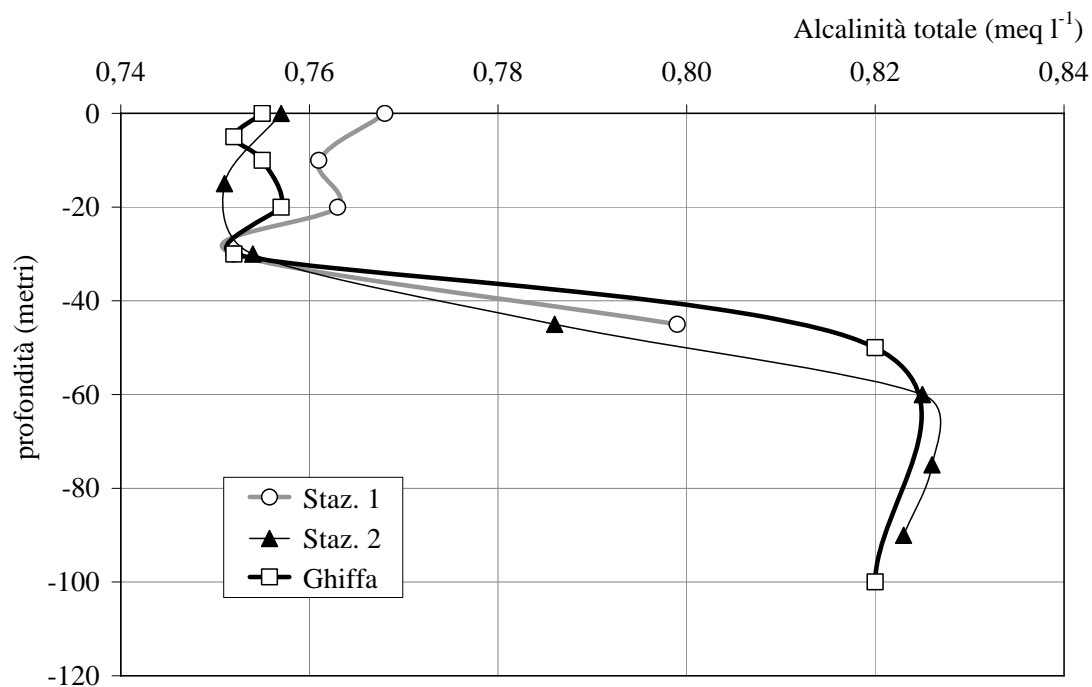 Alcalinità totale (meq l-1)
0,74 0,76 0,78 0,80 0,82 0,84
0
-20
-40
-60
-80
-100
-120
profondità (metri)
Staz. 1
Staz. 2
Ghiffa